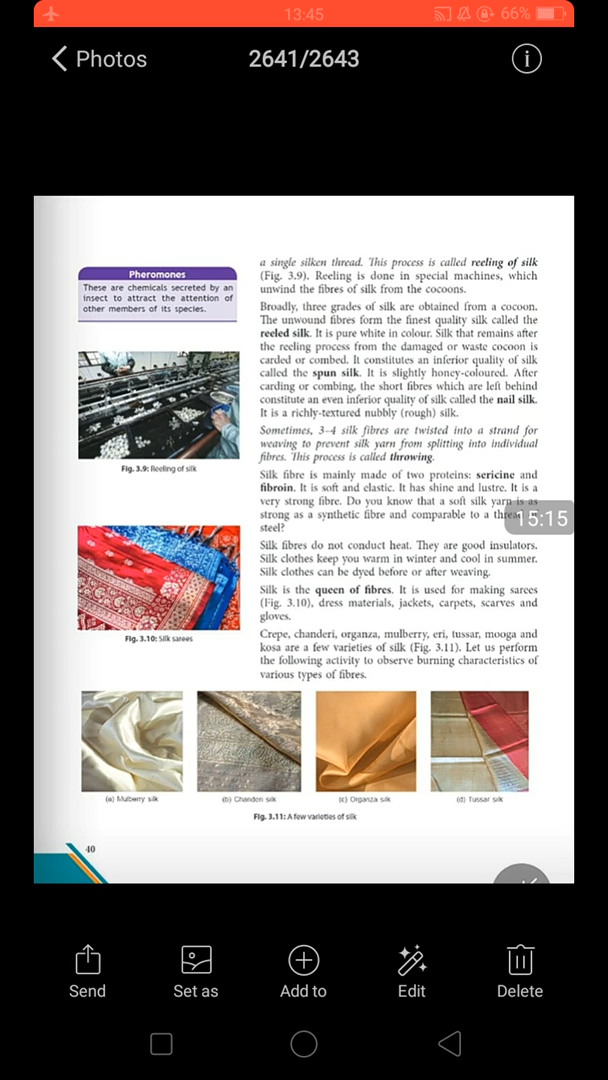 13:45
66%
Photos
2641/2643
i
a single silken thread. This process is called reeling of silk
(Fig. 3.9). Reeling is done in special machines, which
unwind the fibres of silk from the cocoons.
Pheromones
These are chemicals secreted by an
insect to attract the attention of
other members of its species.
Broadly, three grades of silk are obtained from a cocoon.
The unwound fibres form the finest quality silk called the
reeled silk. It is pure white in colour. Silk that remains after
the reeling process from the damaged or waste cocoon is
carded or combed. It constitutes an inferior quality of silk
called the spun silk. It is slightly honey-coloured. After
carding or combing, the short fibres which are left behind
constitute an even inferior quality of silk called the nail silk.
It is a richly-textured nubbly (rough) silk.
Fig. 3.9: Reeling of silk
Sometimes, 3–4 silk fibres are twisted into a strand for
weaving to prevent silk yarn from splitting into individual
fibres. This process is called throwing.
Silk fibre is mainly made of two proteins: sericine and
fibroin. It is soft and elastic. It has shine and lustre. It is a
very strong fibre. Do you know that a soft silk yarn is as
strong as a synthetic fibre and comparable to a
steel?
15:15
Silk fibres do not conduct heat. They are good insulators.
Silk clothes keep you warm in winter and cool in summer.
Silk clothes can be dyed before or after weaving.
Silk is the queen of fibres. It is used for making sarees
(Fig. 3.10), dress materials, jackets, carpets, scarves and
gloves.
Fig. 3.10: Silk sarees
Crepe, chanderi, organza, mulberry, eri, tussar, mooga and
kosa are a few varieties of silk (Fig. 3.11). Let us perform
the following activity to observe burning characteristics of
various types of fibres.
(a) Mulberry silk
(b) Chanderi silk
(c) Organza silk
(d) Tussar silk
Fig. 3.11: A few varieties of silk
40
Send
Set as
Add to
Edit
Delete